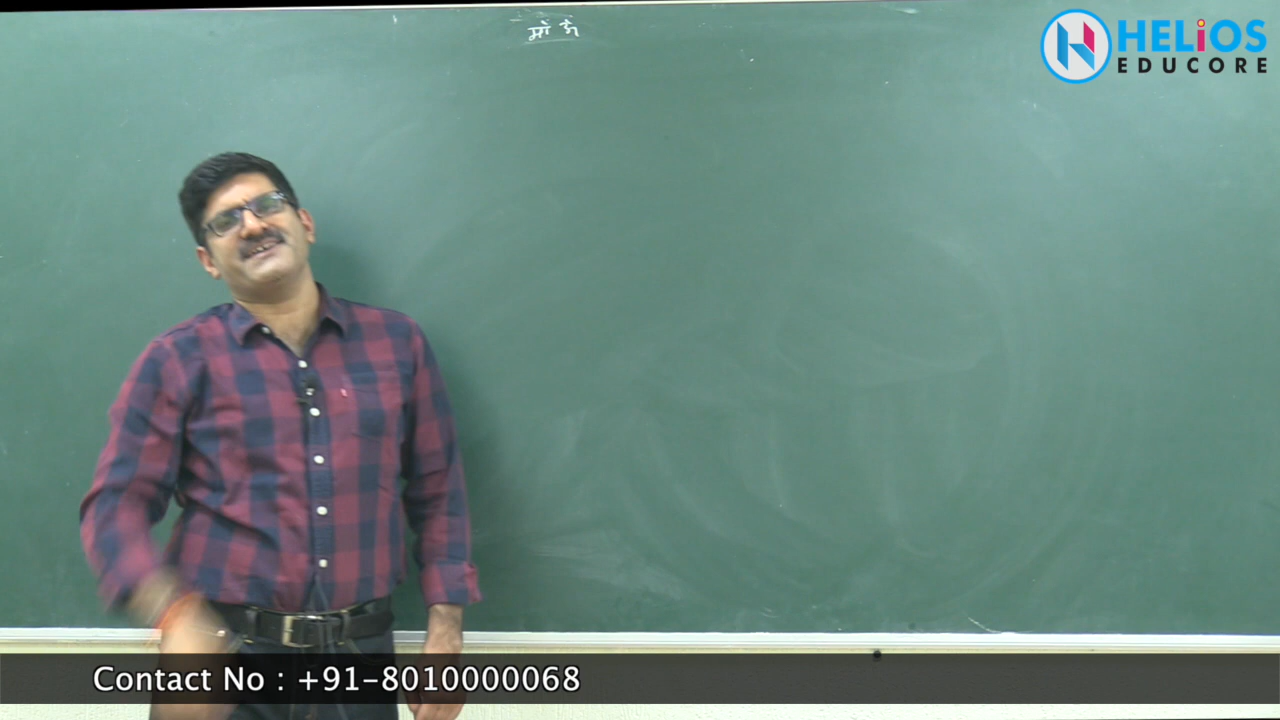 माँ मैं
HELiOS
EDUCORE
Contact No : +91-8010000068